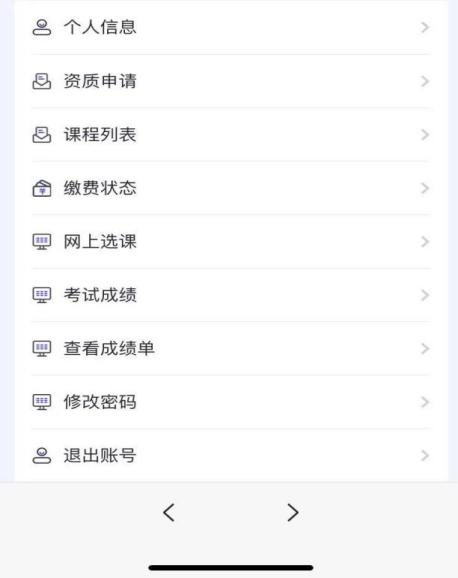 个人信息
资质申请
课程列表
缴费状态
网上选课
考试成绩
查看成绩单
修改密码
退出账号